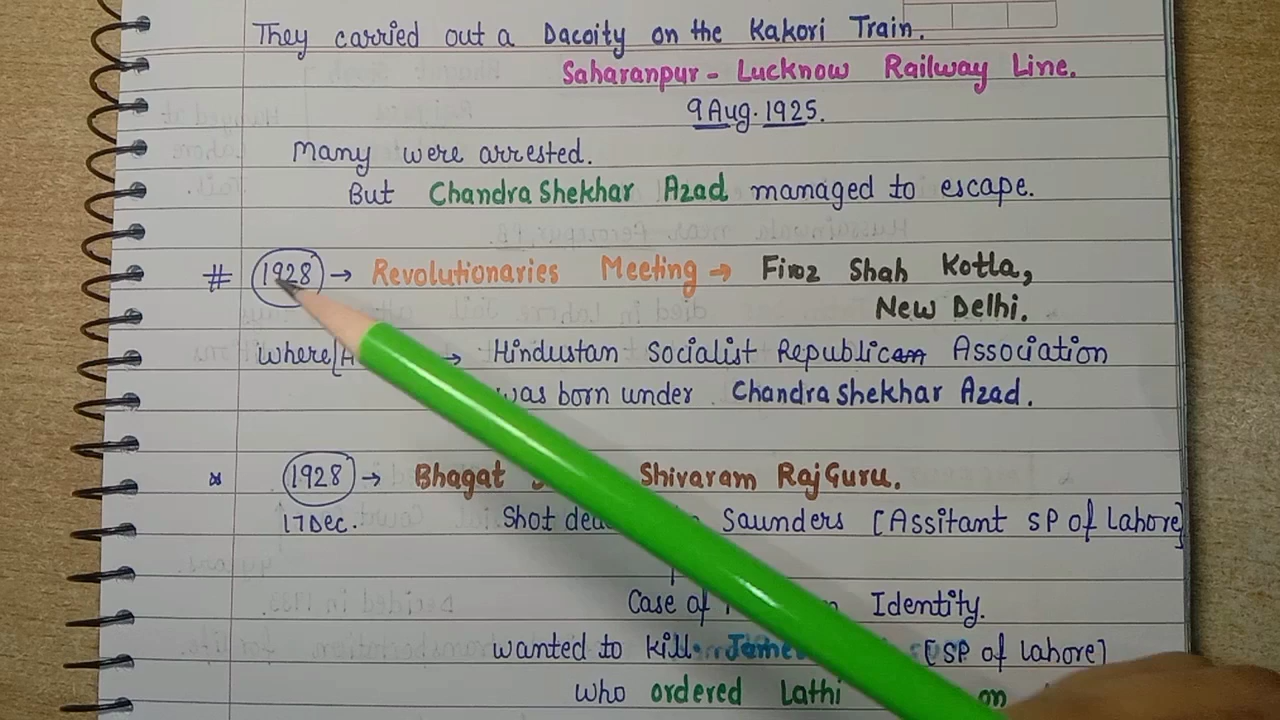 They carried out a Dacoity on the Kakori Train.
Saharanpur - Lucknow Railway Line.
9 Aug. 1925.
Many were arrested.
But Chandra Shekhar Azad managed to escape.
# 1928 → Revolutionaries Meeting → Firoz Shah Kotla,
New Delhi.
where → Hindustan Socialist Republican Association
was born under Chandra Shekhar Azad.
* 1928 → Bhagat Shivaram RajGuru.
17 Dec. Shot Saunders [Assitant SP of Lahore]
Case of Identity.
wanted to kill James [SP of Lahore]
who ordered Lathi on